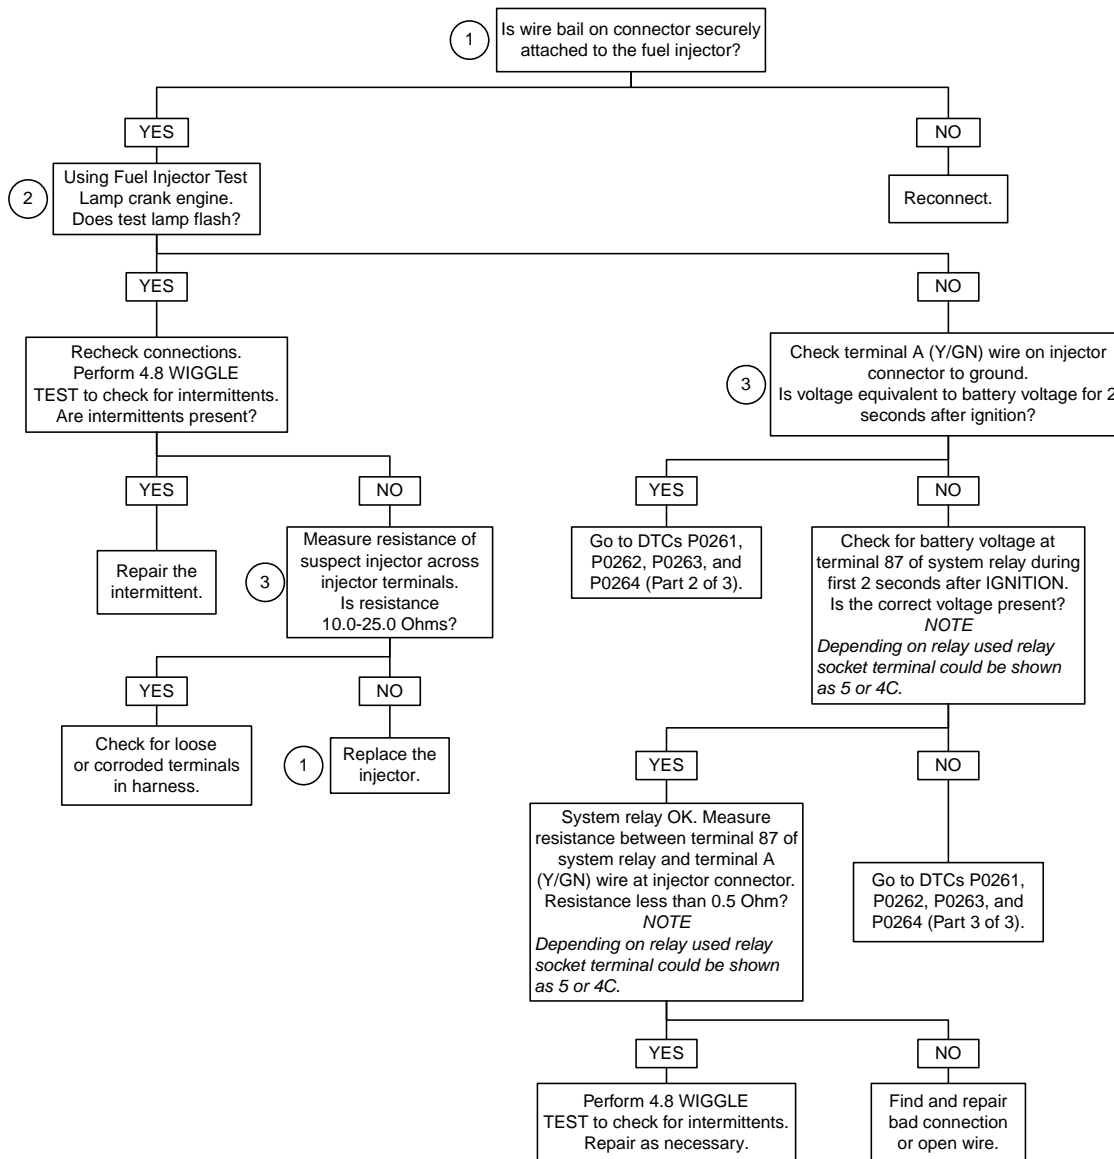 1
Is wire bail on connector securely
attached to the fuel injector?
YES
NO
2
Using Fuel Injector Test
Lamp crank engine.
Does test lamp flash?
Reconnect.
YES
NO
Recheck connections.
Perform 4.8 WIGGLE
TEST to check for intermittents.
Are intermittents present?
3
Check terminal A (Y/GN) wire on injector
connector to ground.
Is voltage equivalent to battery voltage for 2
seconds after ignition?
YES
NO
YES
NO
Repair the
intermittent.
3
Measure resistance of
suspect injector across
injector terminals.
Is resistance
10.0-25.0 Ohms?
Go to DTCs P0261,
P0262, P0263, and
P0264 (Part 2 of 3).
Check for battery voltage at
terminal 87 of system relay during
first 2 seconds after IGNITION.
Is the correct voltage present?
NOTE
Depending on relay used relay
socket terminal could be shown
as 5 or 4C.
YES
NO
Check for loose
or corroded terminals
in harness.
1
Replace the
injector.
YES
NO
System relay OK. Measure
resistance between terminal 87 of
system relay and terminal A
(Y/GN) wire at injector connector.
Resistance less than 0.5 Ohm?
NOTE
Depending on relay used relay
socket terminal could be shown
as 5 or 4C.
Go to DTCs P0261,
P0262, P0263, and
P0264 (Part 3 of 3).
YES
NO
Perform 4.8 WIGGLE
TEST to check for intermittents.
Repair as necessary.
Find and repair
bad connection
or open wire.